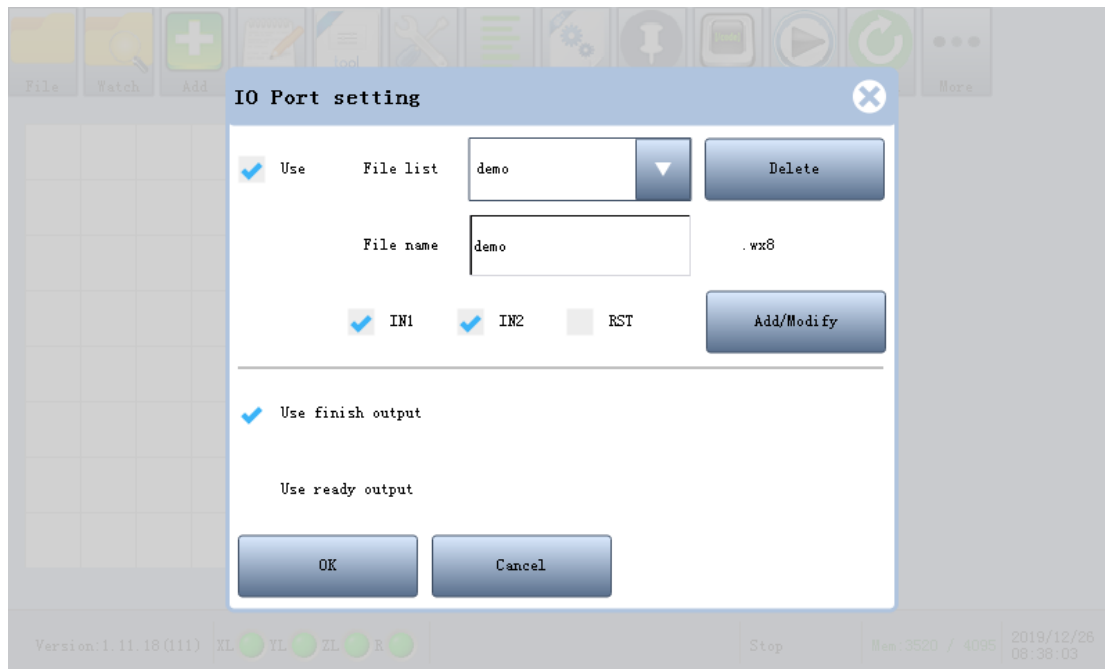 File Watch Add Tool [Enter] More
IO Port setting
Use File list demo Delete
File name demo .wx8
IN1 IN2 RST Add/Modify
Use finish output
Use ready output
OK Cancel
Version:1.11.18(111) XL YL ZL R Stop Mem:3520 / 4095 2019/12/26
08:38:03